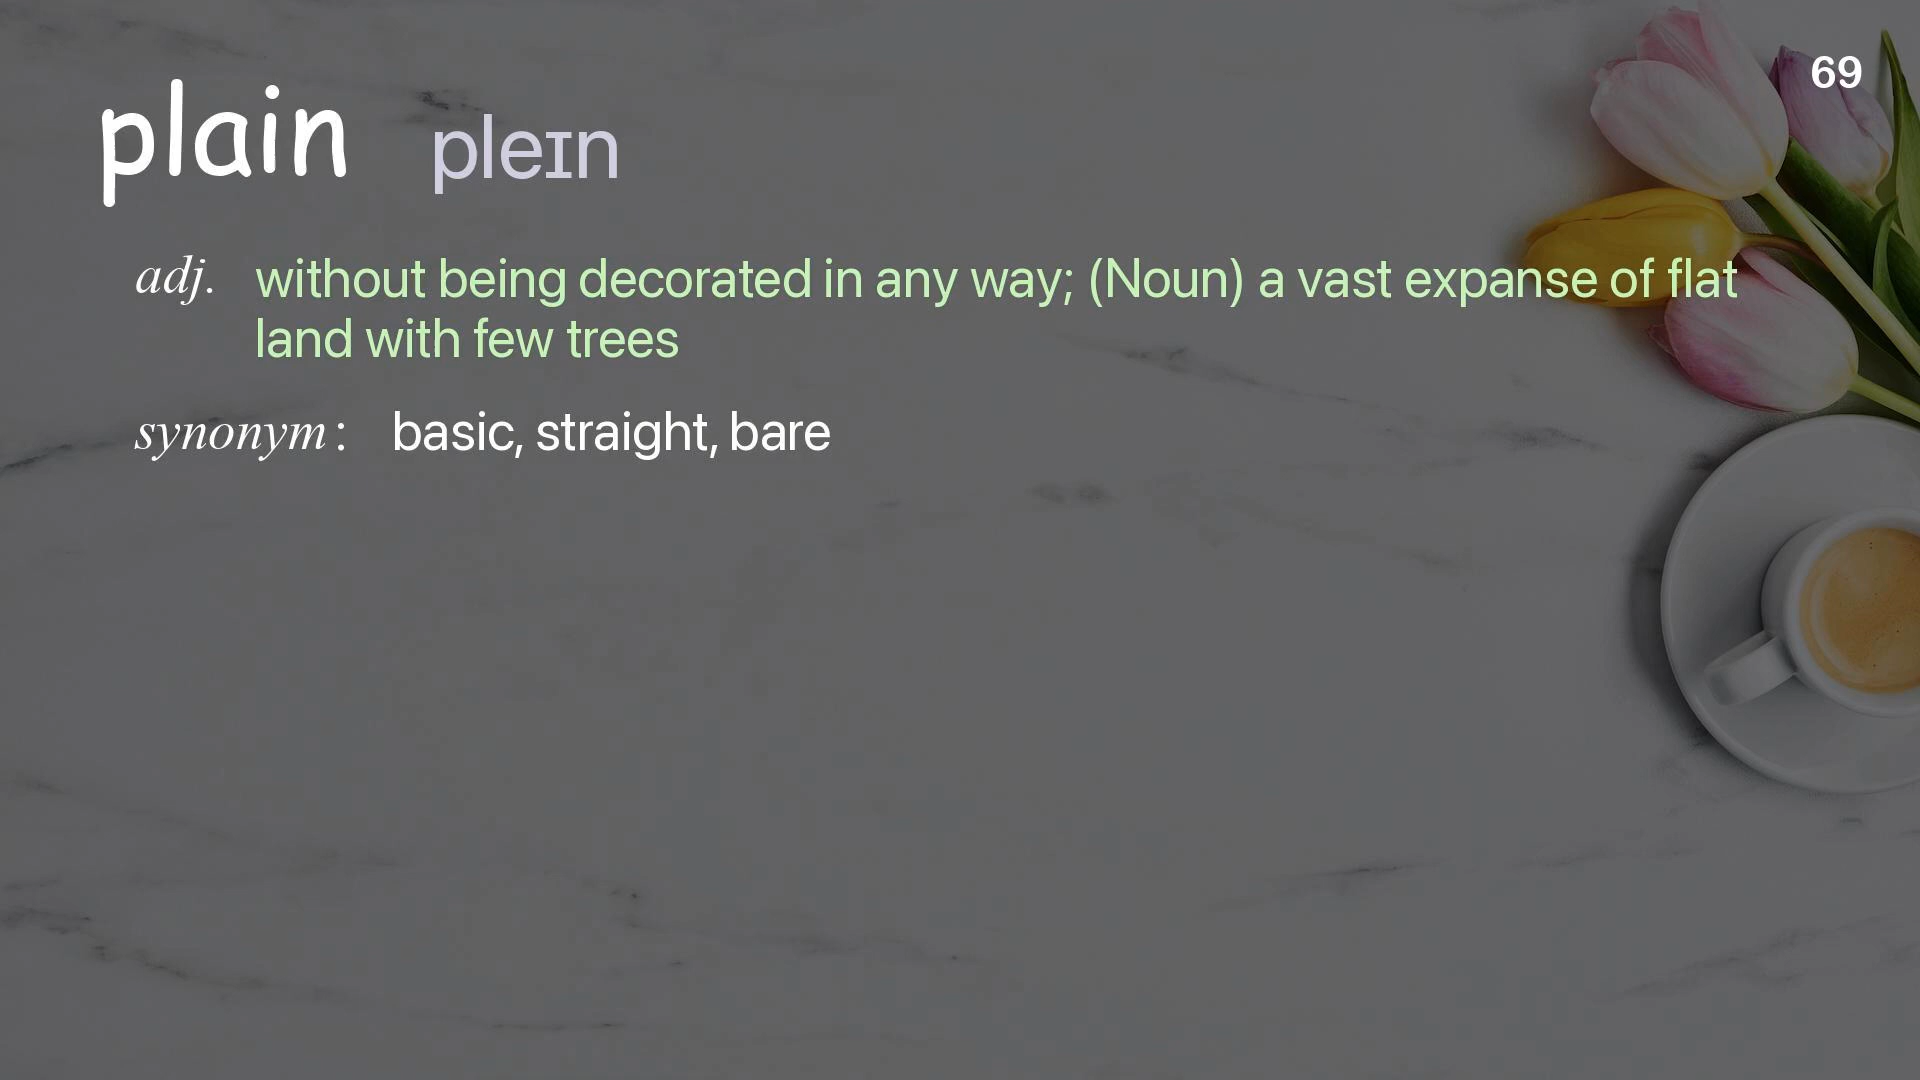 69
plain pleɪn
adj. without being decorated in any way; (Noun) a vast expanse of flat
land with few trees
synonym : basic, straight, bare